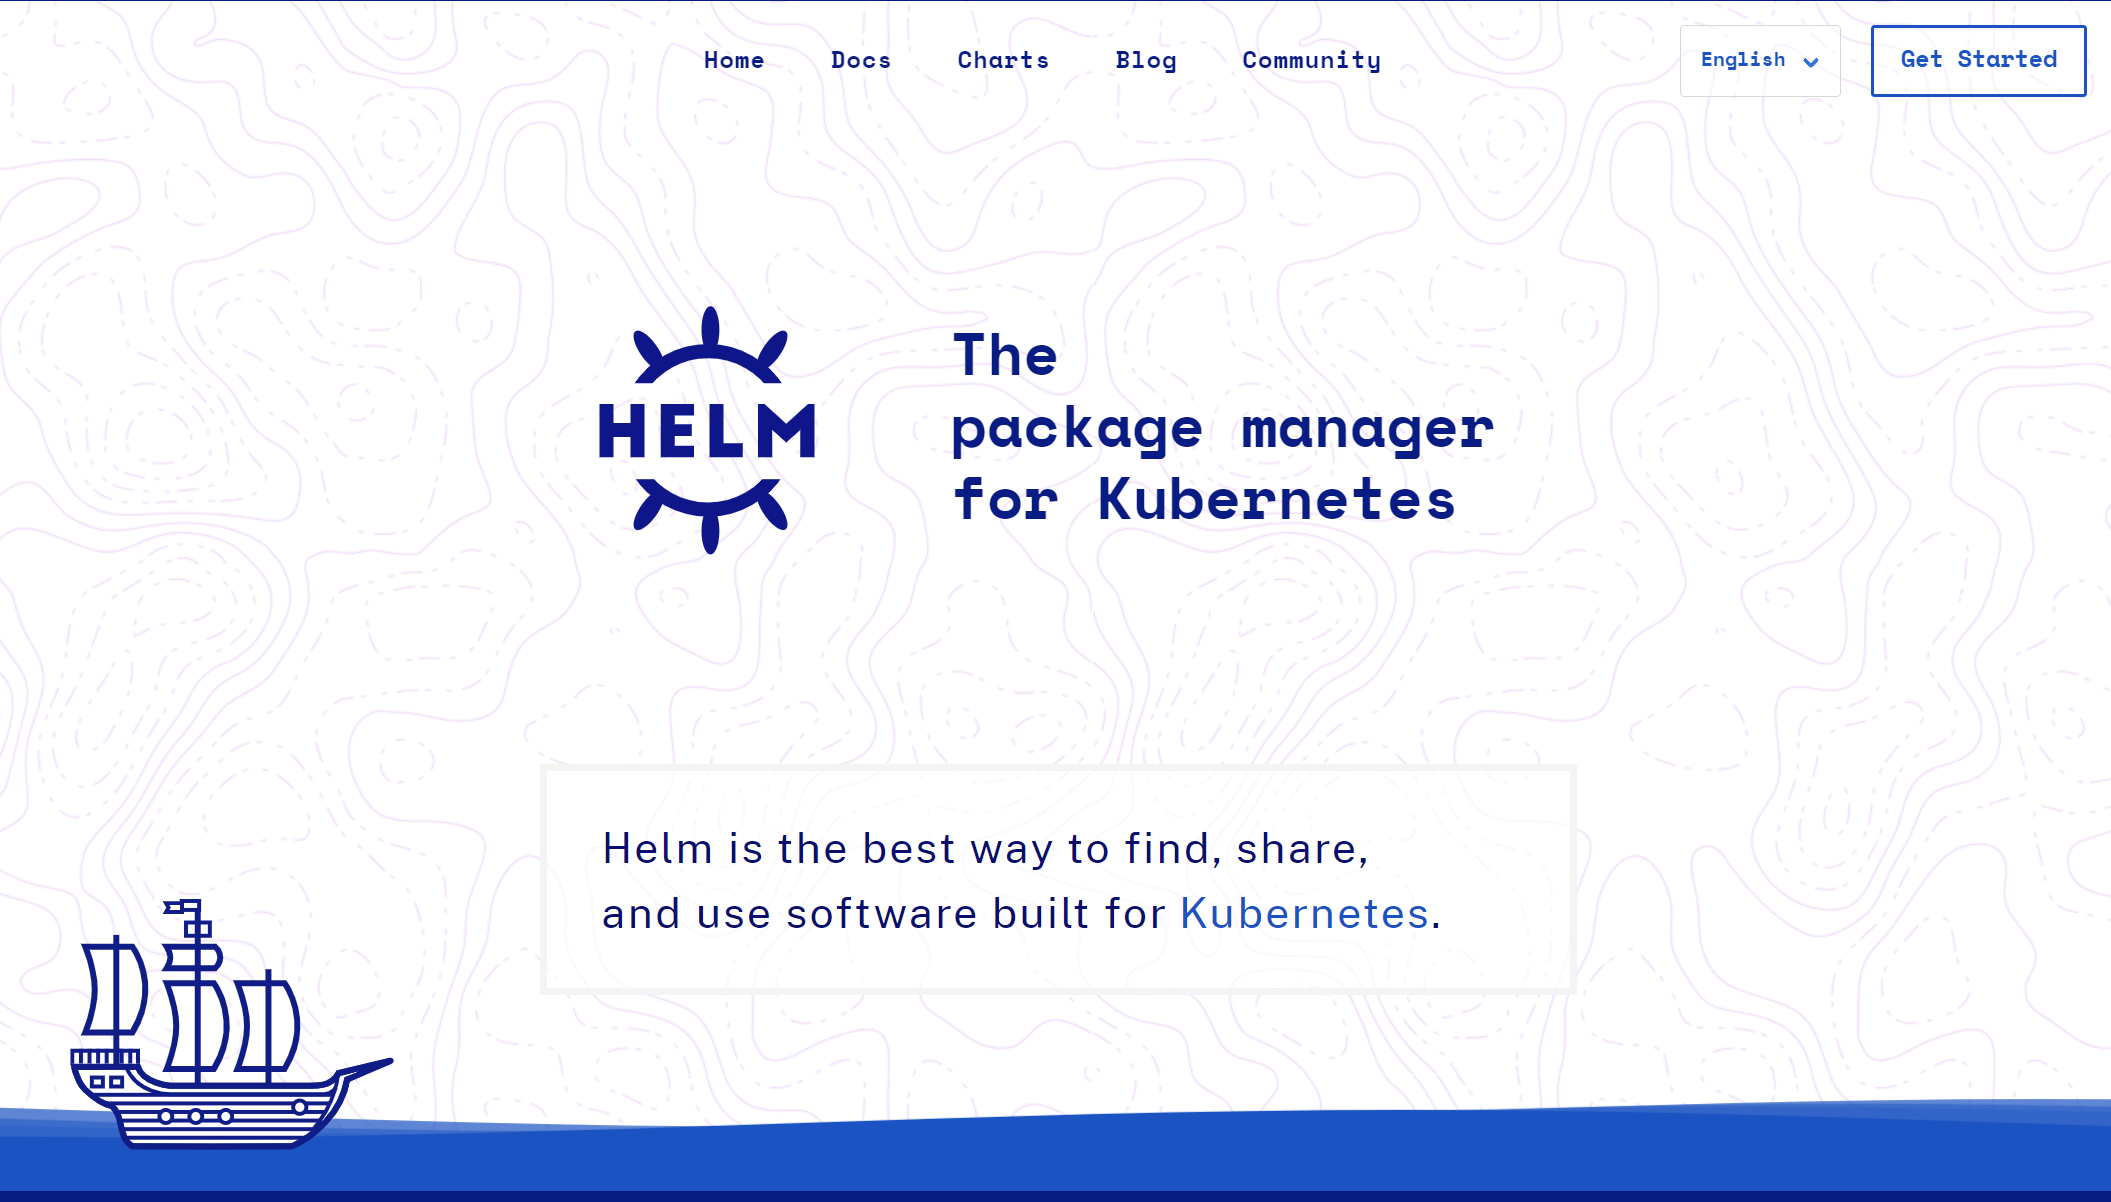 Home Docs Charts Blog Community English Get Started
HELM
The
package manager
for Kubernetes
Helm is the best way to find, share,
and use software built for Kubernetes.